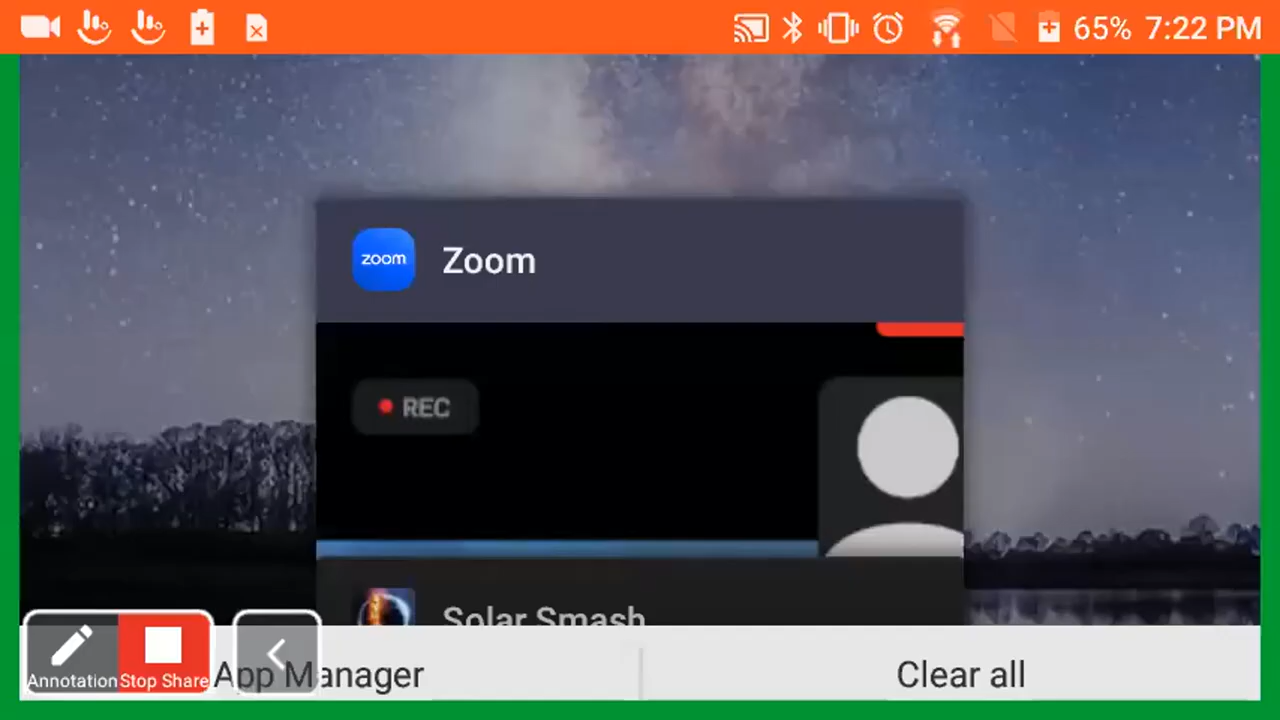 65% 7:22 PM
zoom Zoom
REC
Solar Smash
Annotation Stop Share App Manager Clear all